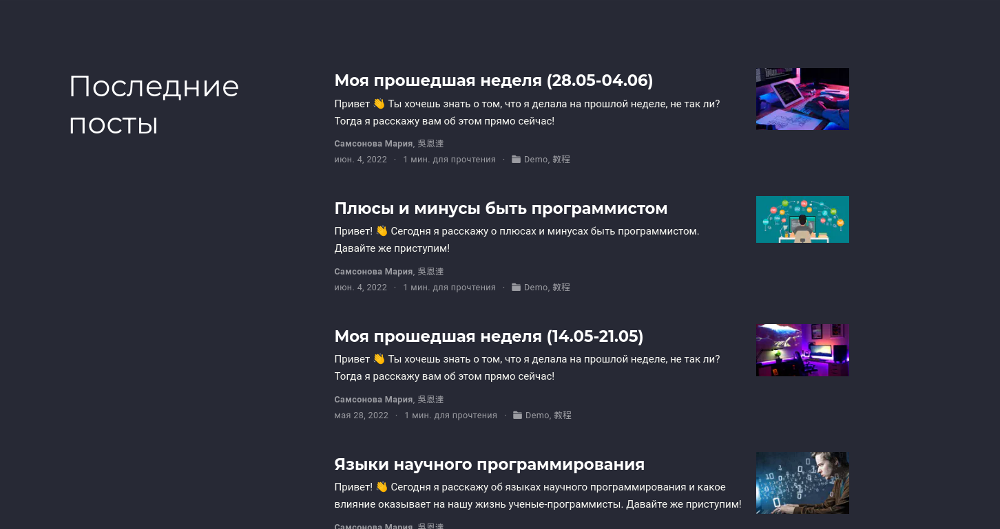 Последние
посты
Моя прошедшая неделя (28.05-04.06)
Привет 👋 Ты хочешь знать о том, что я делала на прошлой неделе, не так ли?
Тогда я расскажу вам об этом прямо сейчас!
Самсонова Мария, 吳恩達
июн. 4, 2022 · 1 мин. для прочтения · Demo, 教程
Плюсы и минусы быть программистом
Привет! 👋 Сегодня я расскажу о плюсах и минусах быть программистом.
Давайте же приступим!
Самсонова Мария, 吳恩達
июн. 4, 2022 · 1 мин. для прочтения · Demo, 教程
Моя прошедшая неделя (14.05-21.05)
Привет 👋 Ты хочешь знать о том, что я делала на прошлой неделе, не так ли?
Тогда я расскажу вам об этом прямо сейчас!
Самсонова Мария, 吳恩達
мая 28, 2022 · 1 мин. для прочтения · Demo, 教程
Языки научного программирования
Привет! 👋 Сегодня я расскажу об языках научного программирования и какое
влияние оказывает на нашу жизнь ученые-программисты. Давайте же приступим!
Самсонова Мария, 吳恩達